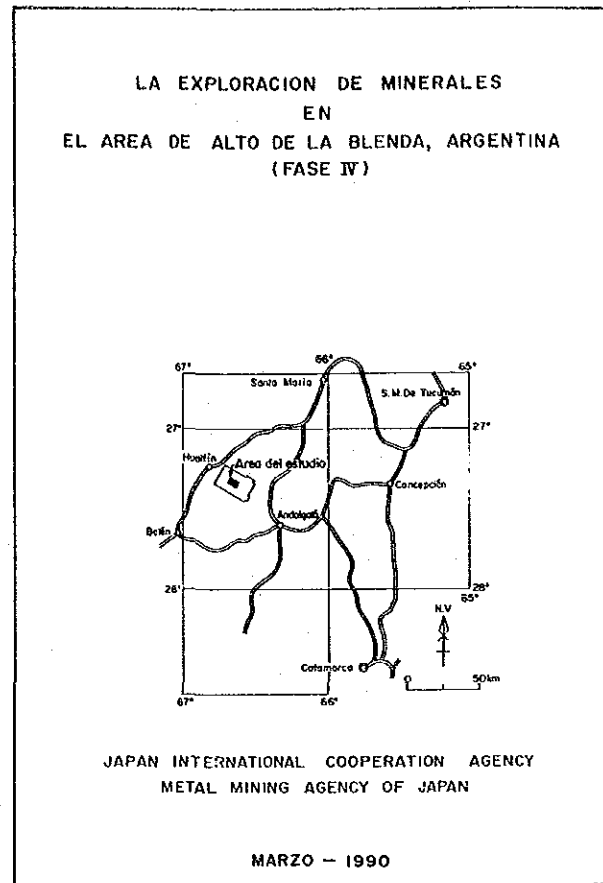 LA EXPLORACION DE MINERALES
EN
EL AREA DE ALTO DE LA BLENDA, ARGENTINA
(FASE IV)
67°
66°
65°
Santa María
S.M.De Tucumán
27°
27°
Hualfín
Area del estudio
Concepción
Andalgalá
Belén
28°
28°
65°
N.V
Catamarca
0
50km
67°
66°
JAPAN INTERNATIONAL COOPERATION AGENCY
METAL MINING AGENCY OF JAPAN
MARZO — 1990